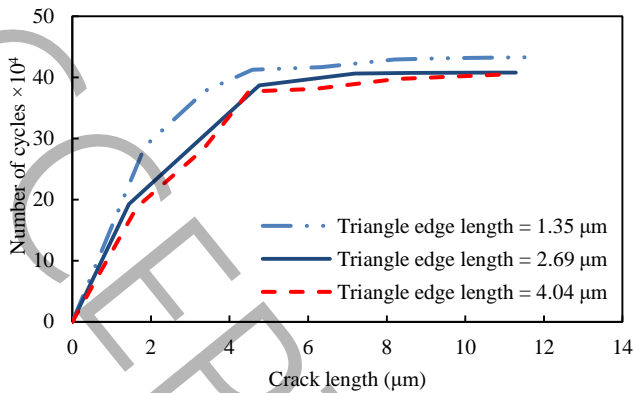 50
40
30
20
10
0
Number of cycles ×10⁴
Triangle edge length = 1.35 μm
Triangle edge length = 2.69 μm
Triangle edge length = 4.04 μm
0 2 4 6 8 10 12 14
Crack length (μm)